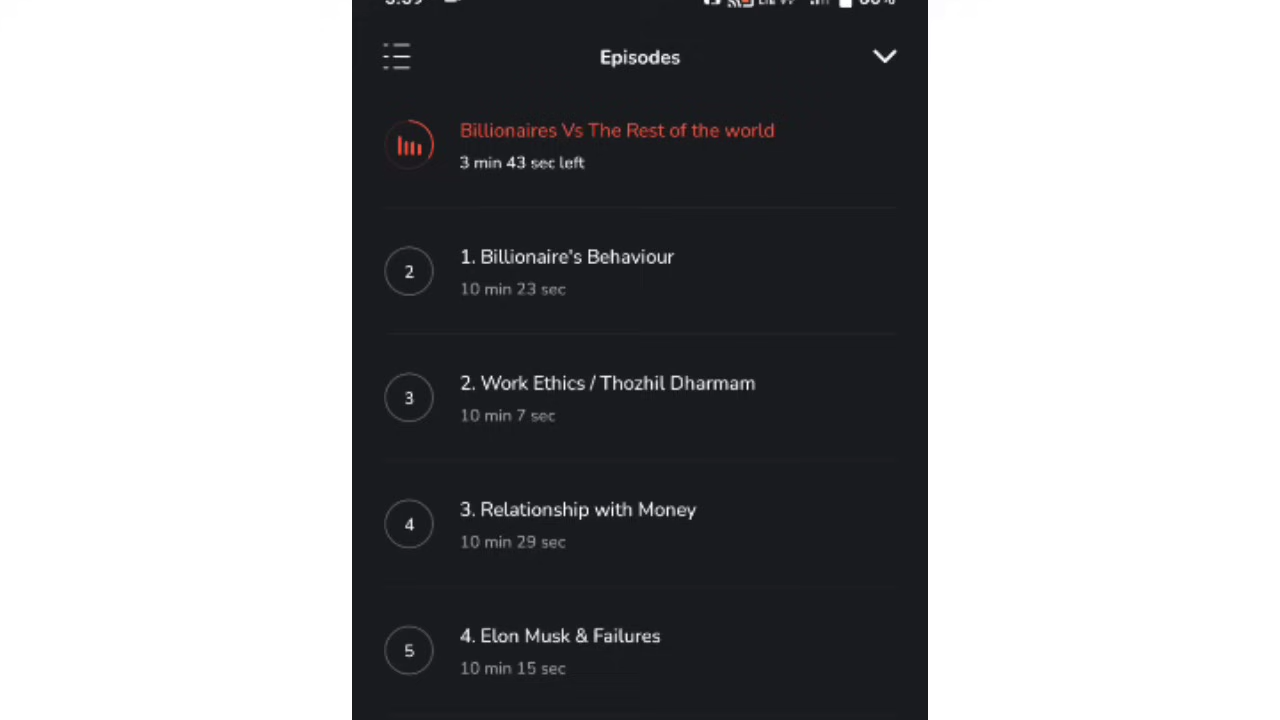 Episodes
Billionaires Vs The Rest of the world
3 min 43 sec left
2
1. Billionaire's Behaviour
10 min 23 sec
3
2. Work Ethics / Thozhil Dharmam
10 min 7 sec
4
3. Relationship with Money
10 min 29 sec
5
4. Elon Musk & Failures
10 min 15 sec